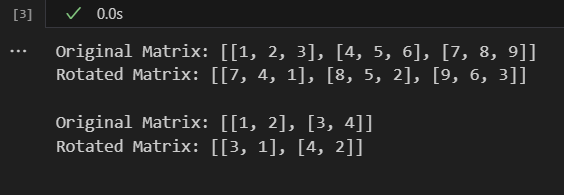 [3] 0.0s
... Original Matrix: [[1, 2, 3], [4, 5, 6], [7, 8, 9]]
Rotated Matrix: [[7, 4, 1], [8, 5, 2], [9, 6, 3]]
Original Matrix: [[1, 2], [3, 4]]
Rotated Matrix: [[3, 1], [4, 2]]